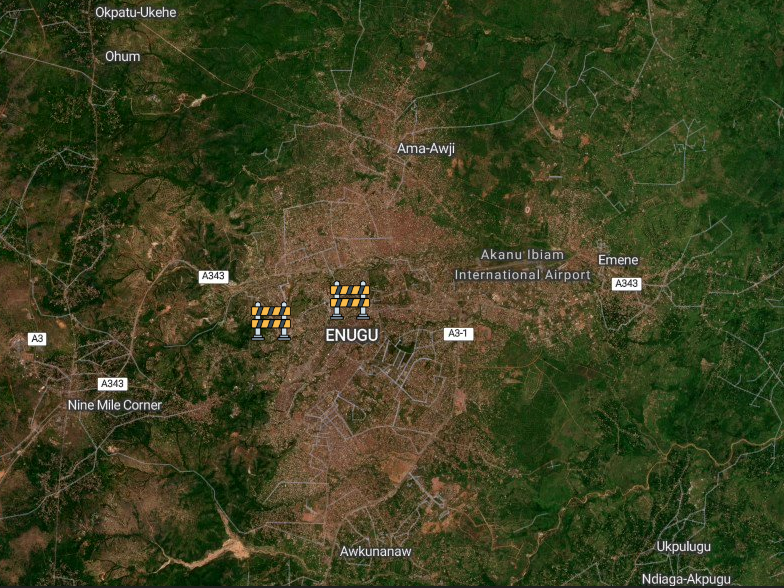 Okpatu-Ukehe
Ohum
Ama-Awji
Akanu Ibiam
International Airport
Emene
A343
A343
ENUGU
A3-1
A3
A343
Nine Mile Corner
Awkunanaw
Ukpulugu
Ndiaga-Akpugu